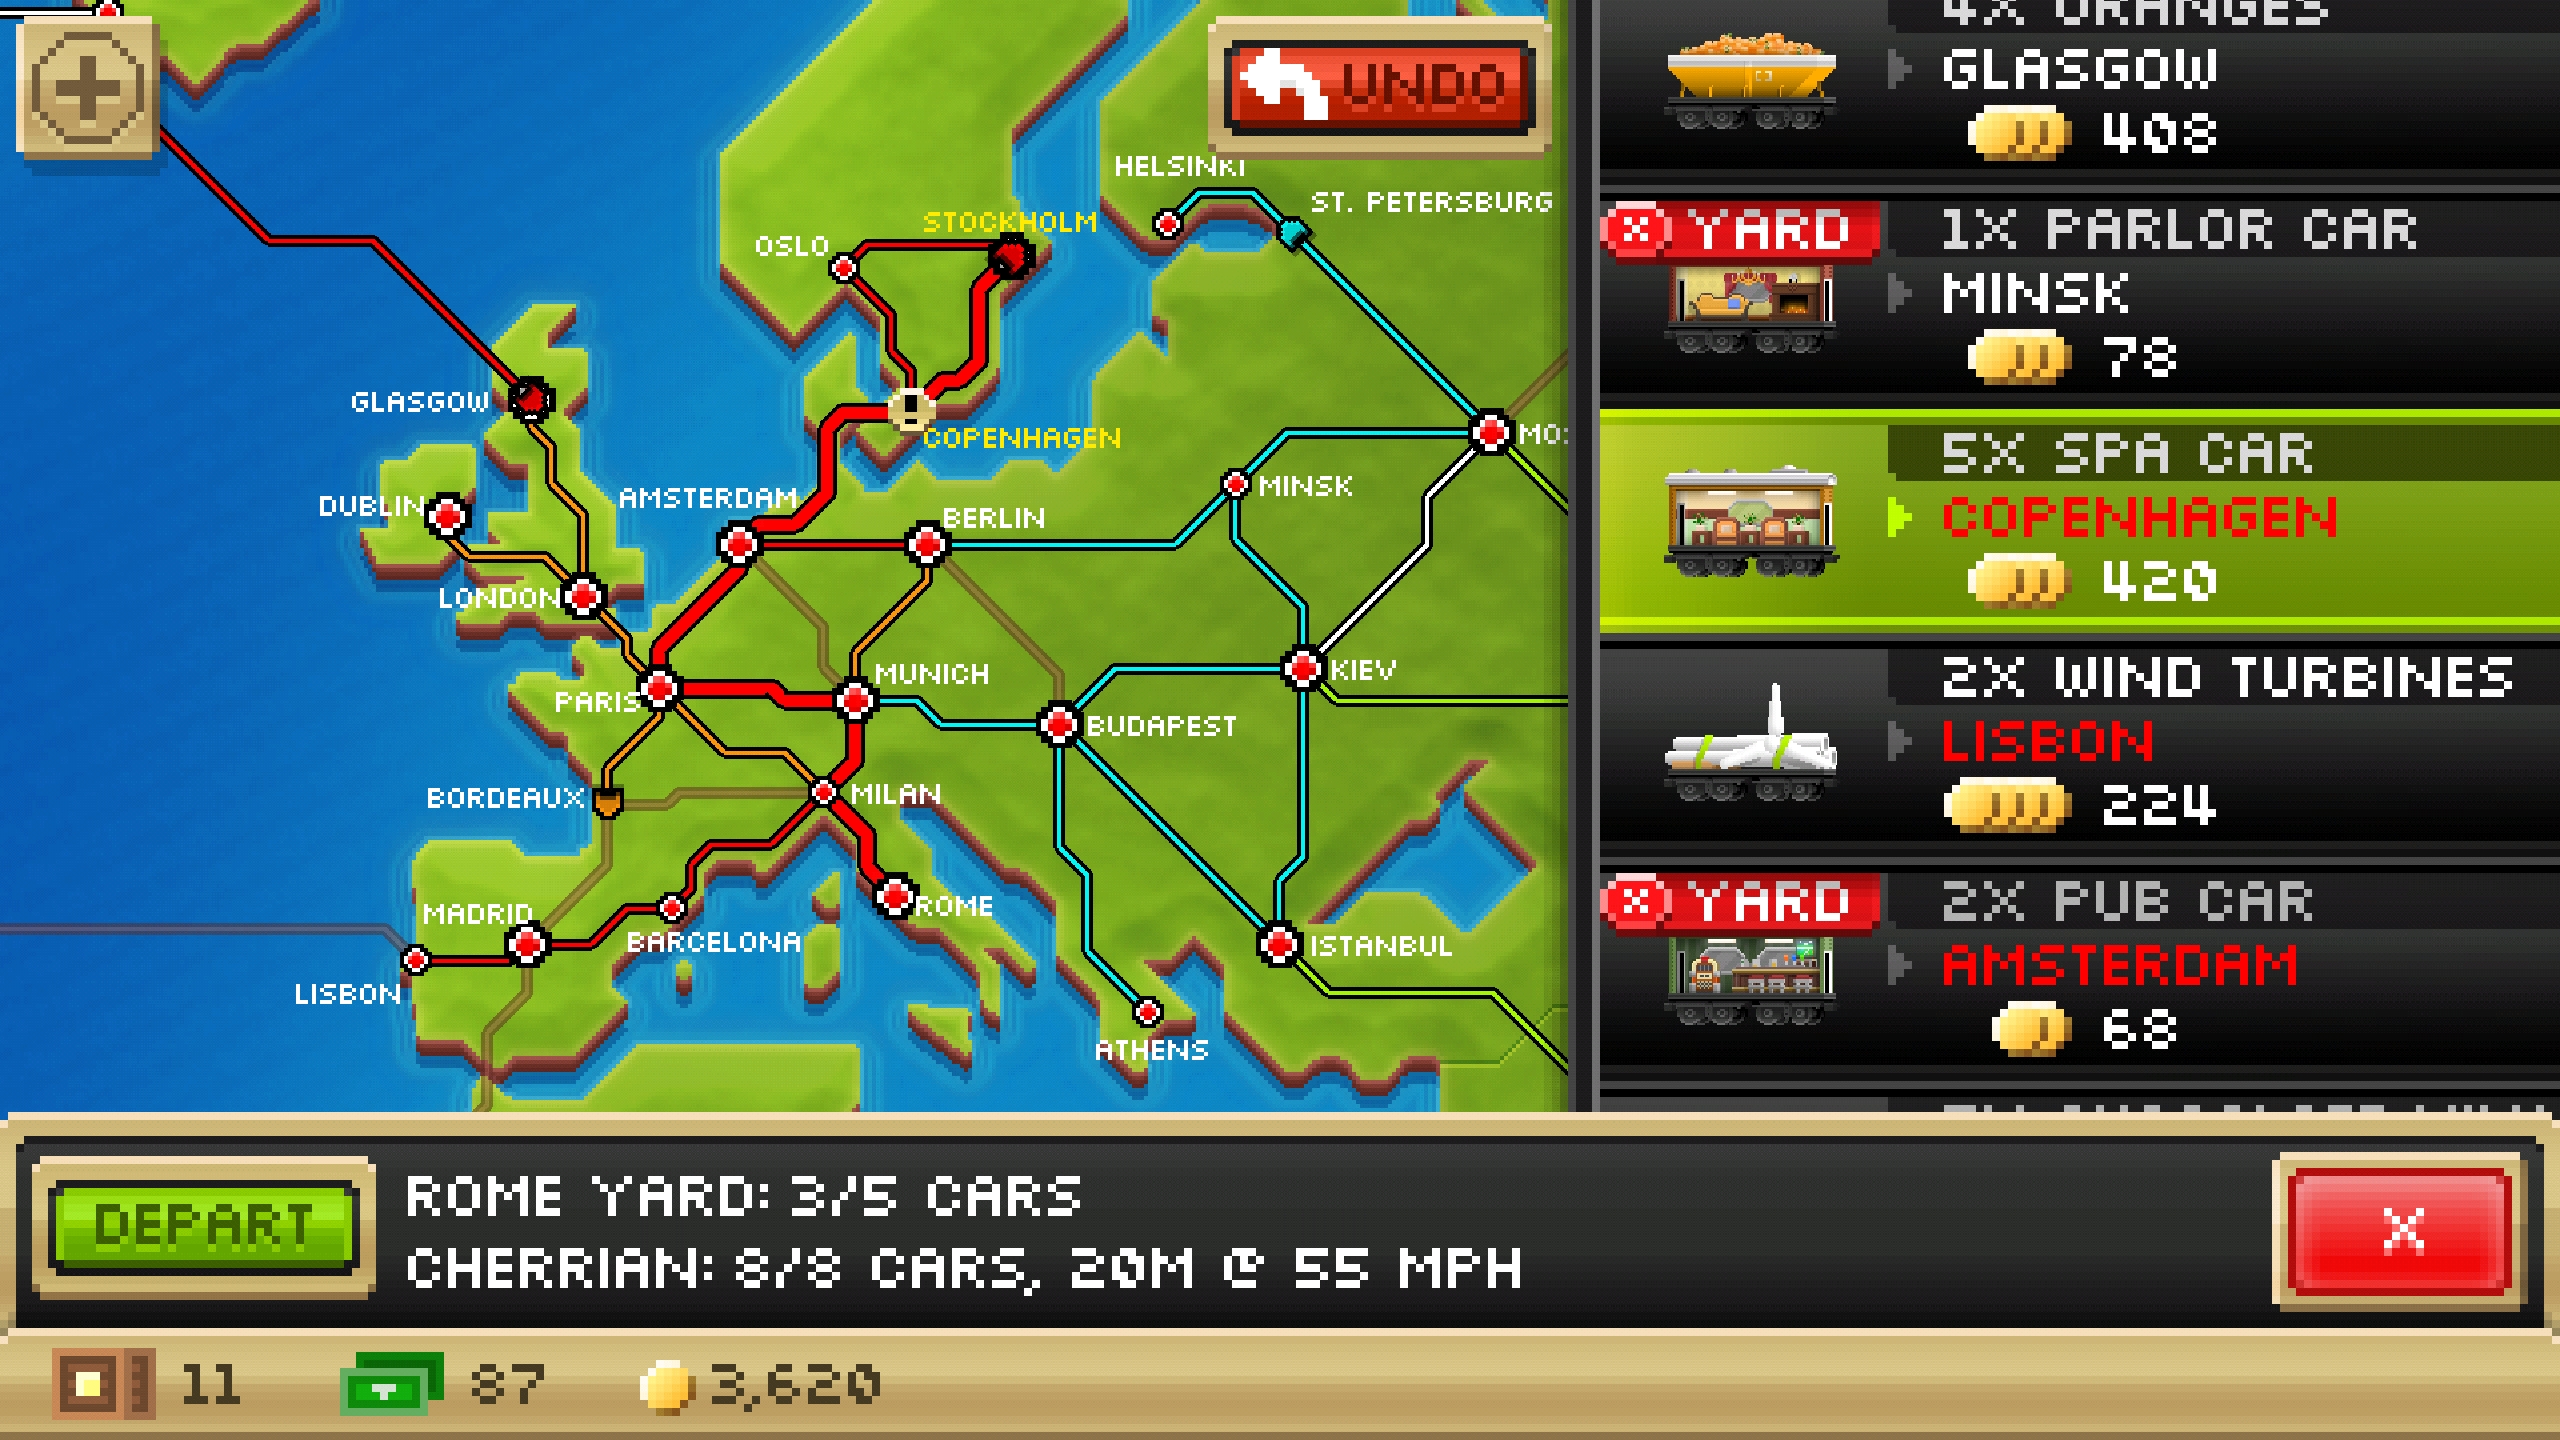 UNDO
HELSINKI
ST. PETERSBURG
STOCKHOLM
OSLO
GLASGOW
COPENHAGEN
DUBLIN
AMSTERDAM
BERLIN
MINSK
LONDON
MUNICH
KIEV
PARIS
BUDAPEST
BORDEAUX
MILAN
MADRID
ROME
BARCELONA
ISTANBUL
LISBON
ATHENS
4X ORANGES
GLASGOW
408
YARD
1X PARLOR CAR
MINSK
78
5X SPA CAR
COPENHAGEN
420
2X WIND TURBINES
LISBON
224
YARD
2X PUB CAR
AMSTERDAM
68
DEPART
ROME YARD: 3/5 CARS
CHERRIAN: 8/8 CARS, 20M @ 55 MPH
X
11
87
3,620